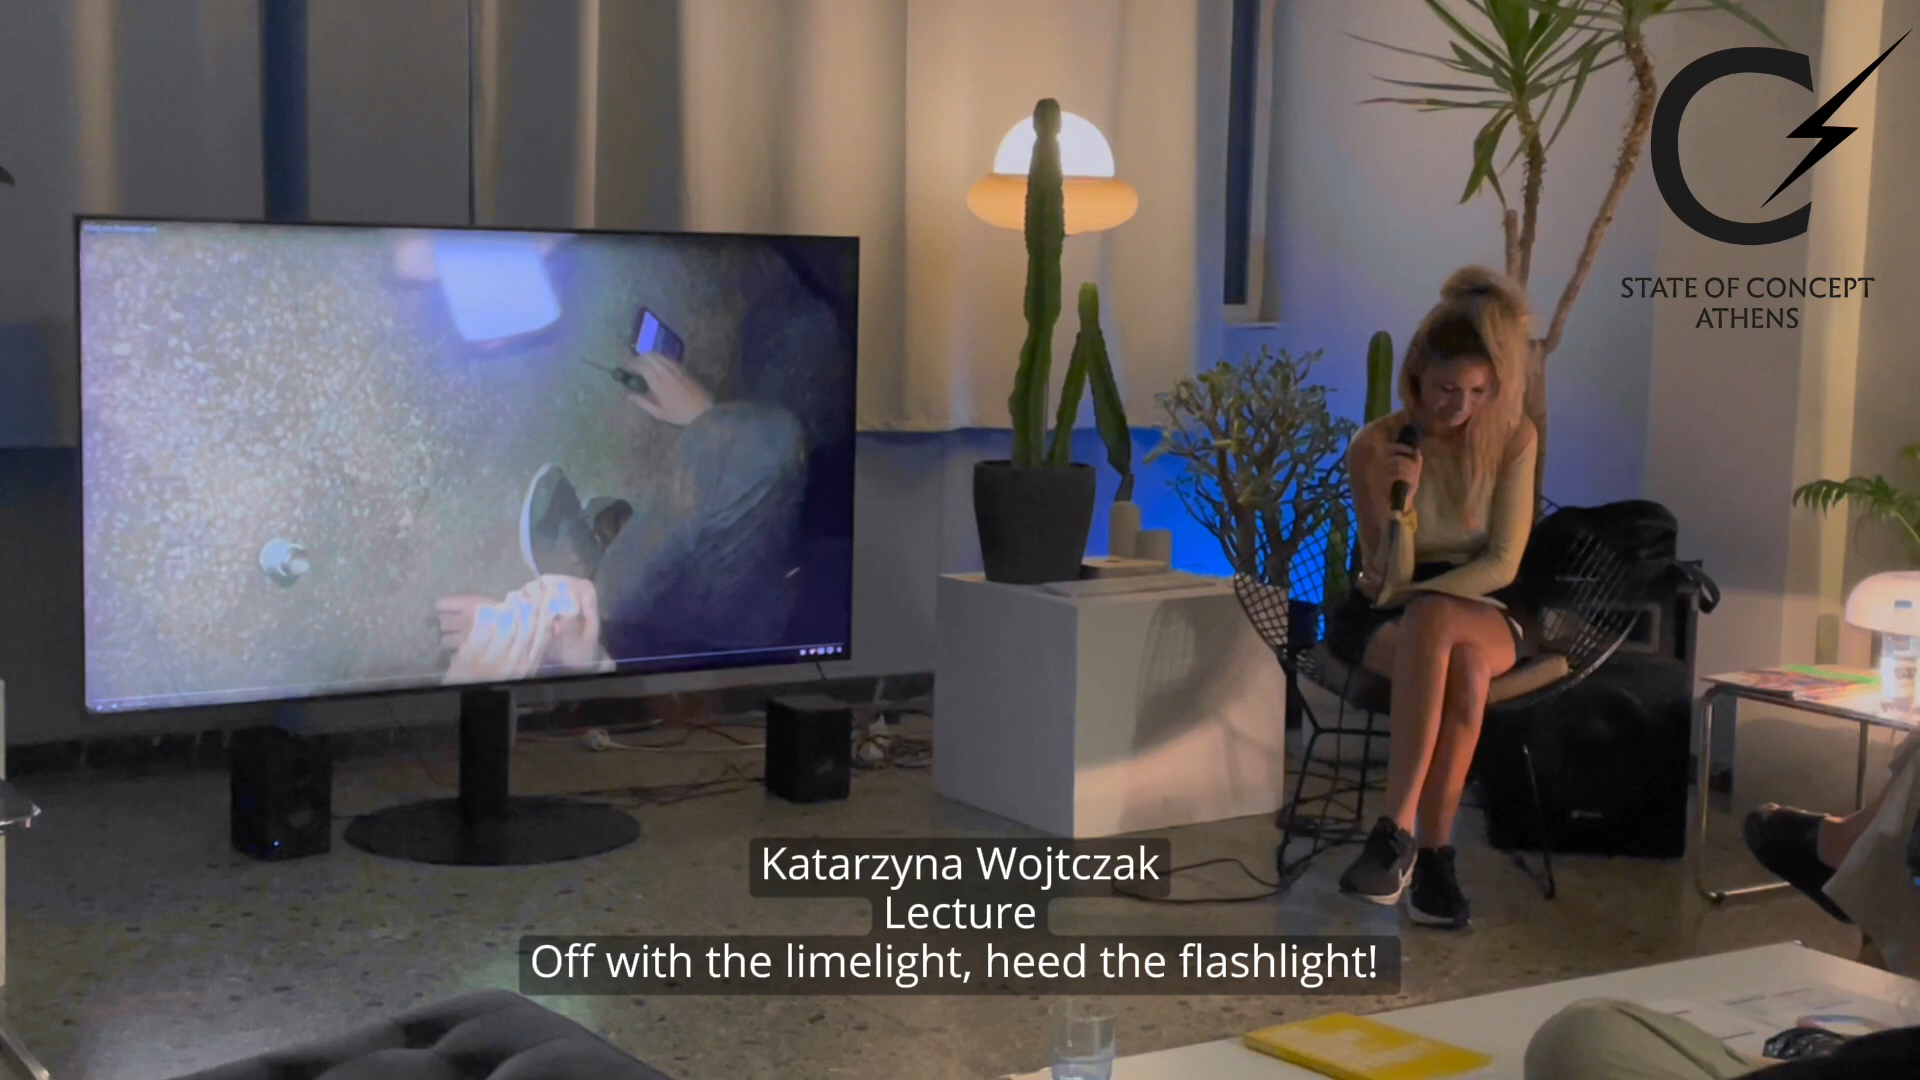 STATE OF CONCEPT
ATHENS
Katarzyna Wojtczak
Lecture
Off with the limelight, heed the flashlight!